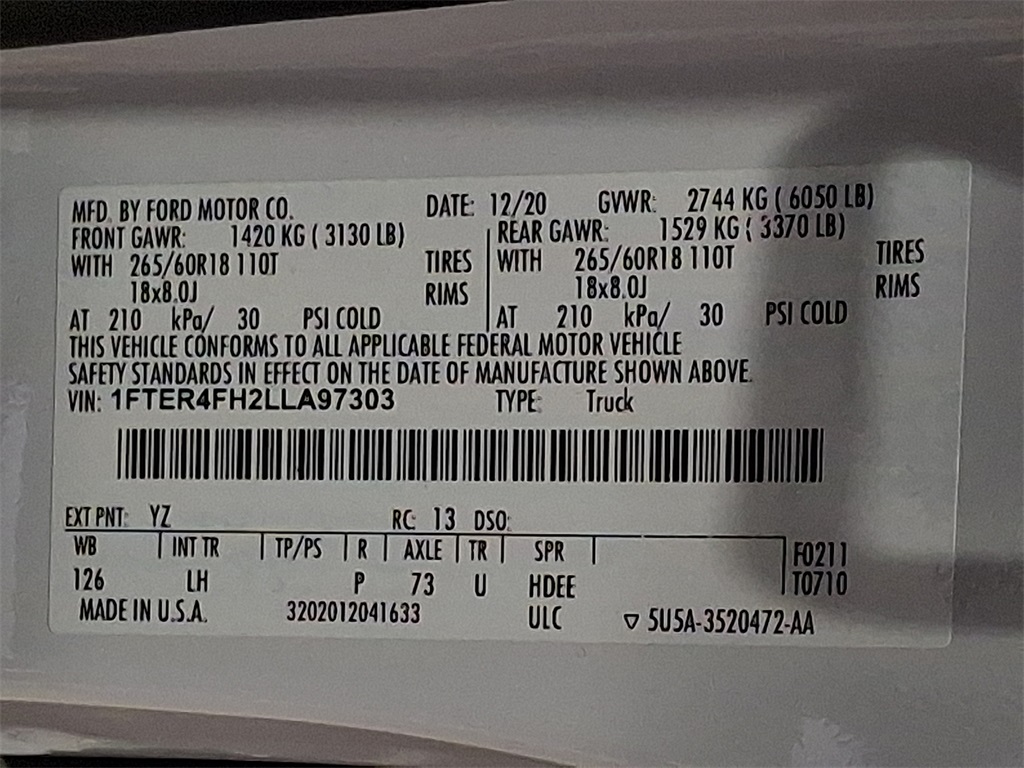 MFD. BY FORD MOTOR CO. DATE: 12/20 GVWR: 2744 KG ( 6050 LB)
FRONT GAWR: 1420 KG ( 3130 LB) REAR GAWR: 1529 KG ( 3370 LB)
WITH 265/60R18 110T TIRES WITH 265/60R18 110T TIRES
18x8.0J RIMS 18x8.0J RIMS
AT 210 kPa/ 30 PSI COLD AT 210 kPa/ 30 PSI COLD
THIS VEHICLE CONFORMS TO ALL APPLICABLE FEDERAL MOTOR VEHICLE
SAFETY STANDARDS IN EFFECT ON THE DATE OF MANUFACTURE SHOWN ABOVE.
VIN: 1FTER4FH2LLA97303 TYPE: Truck
EXT PNT: YZ RC: 13 DSO:
WB INT TR TP/PS R AXLE TR SPR F0211
126 LH P 73 U HDEE T0710
MADE IN U.S.A. 3202012041633 ULC ▽ 5U5A-3520472-AA